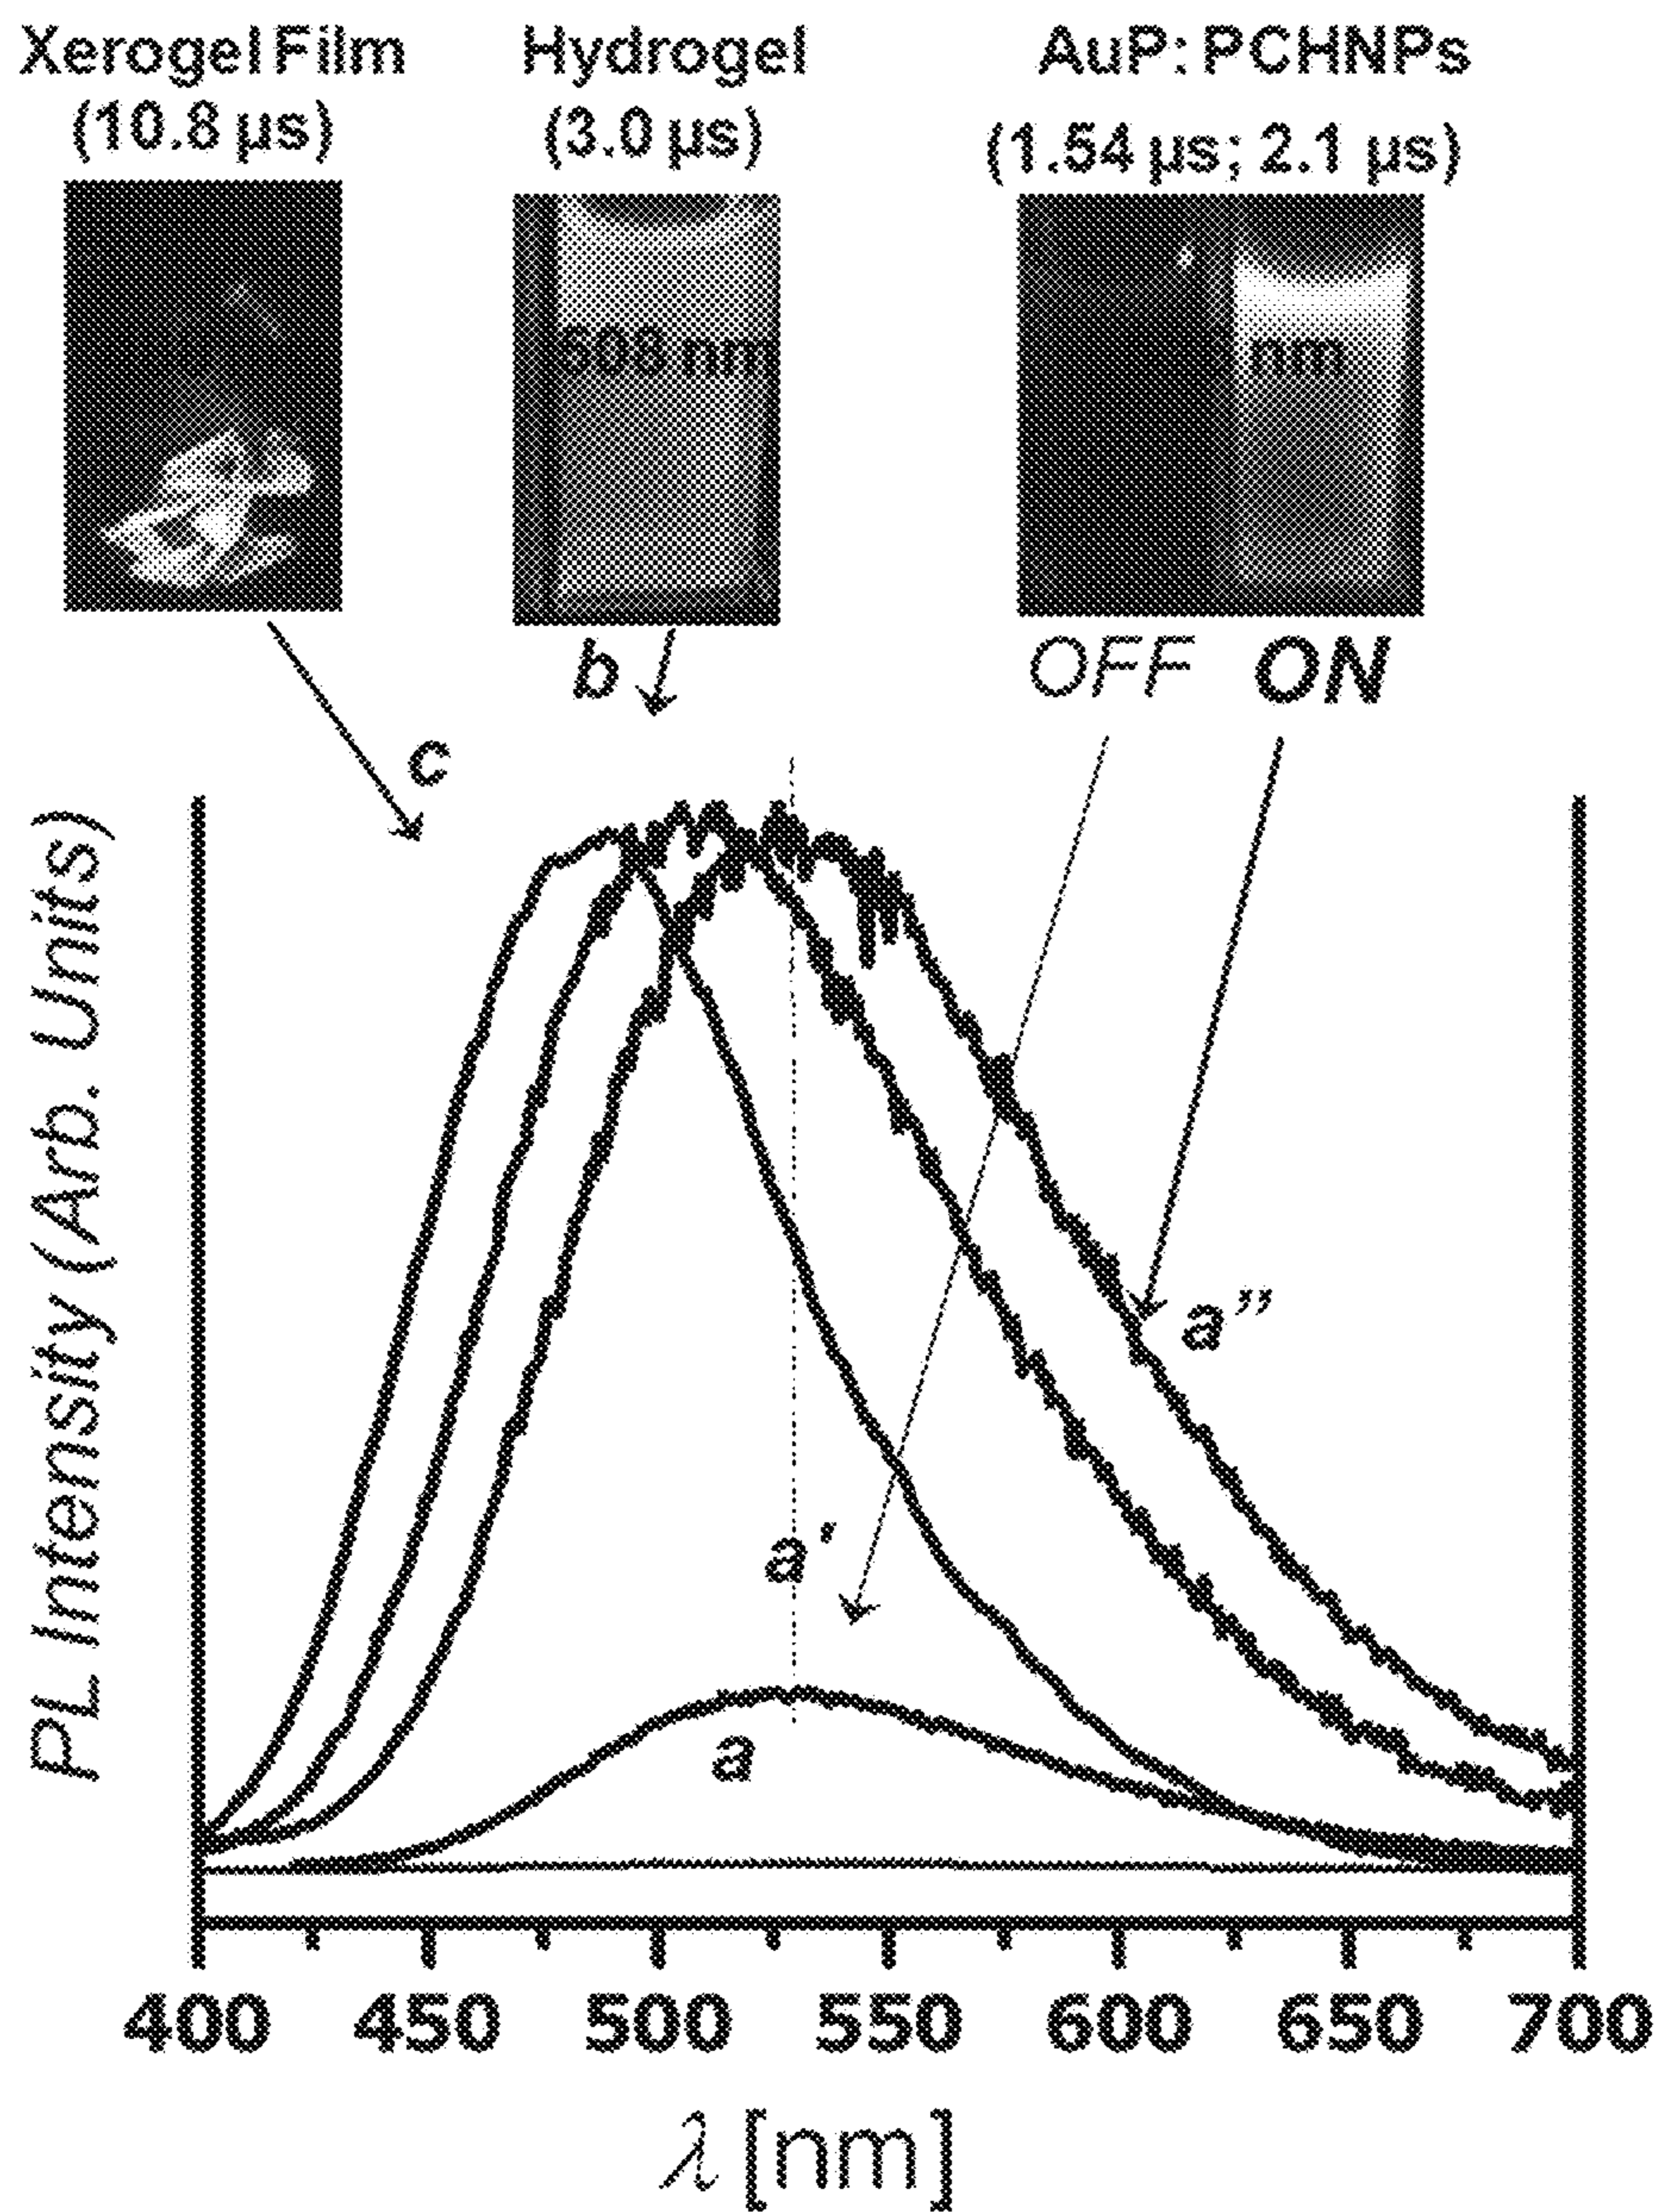 Xerogel Film
(10.8 µs)
Hydrogel
(3.0 µs)
AuP: PCHNPs
(1.54 µs; 2.1 µs)
508 nm
nm
OFF ON
b
c
PL Intensity (Arb. Units)
a’’
a'
a
400 450 500 550 600 650 700
λ [nm]